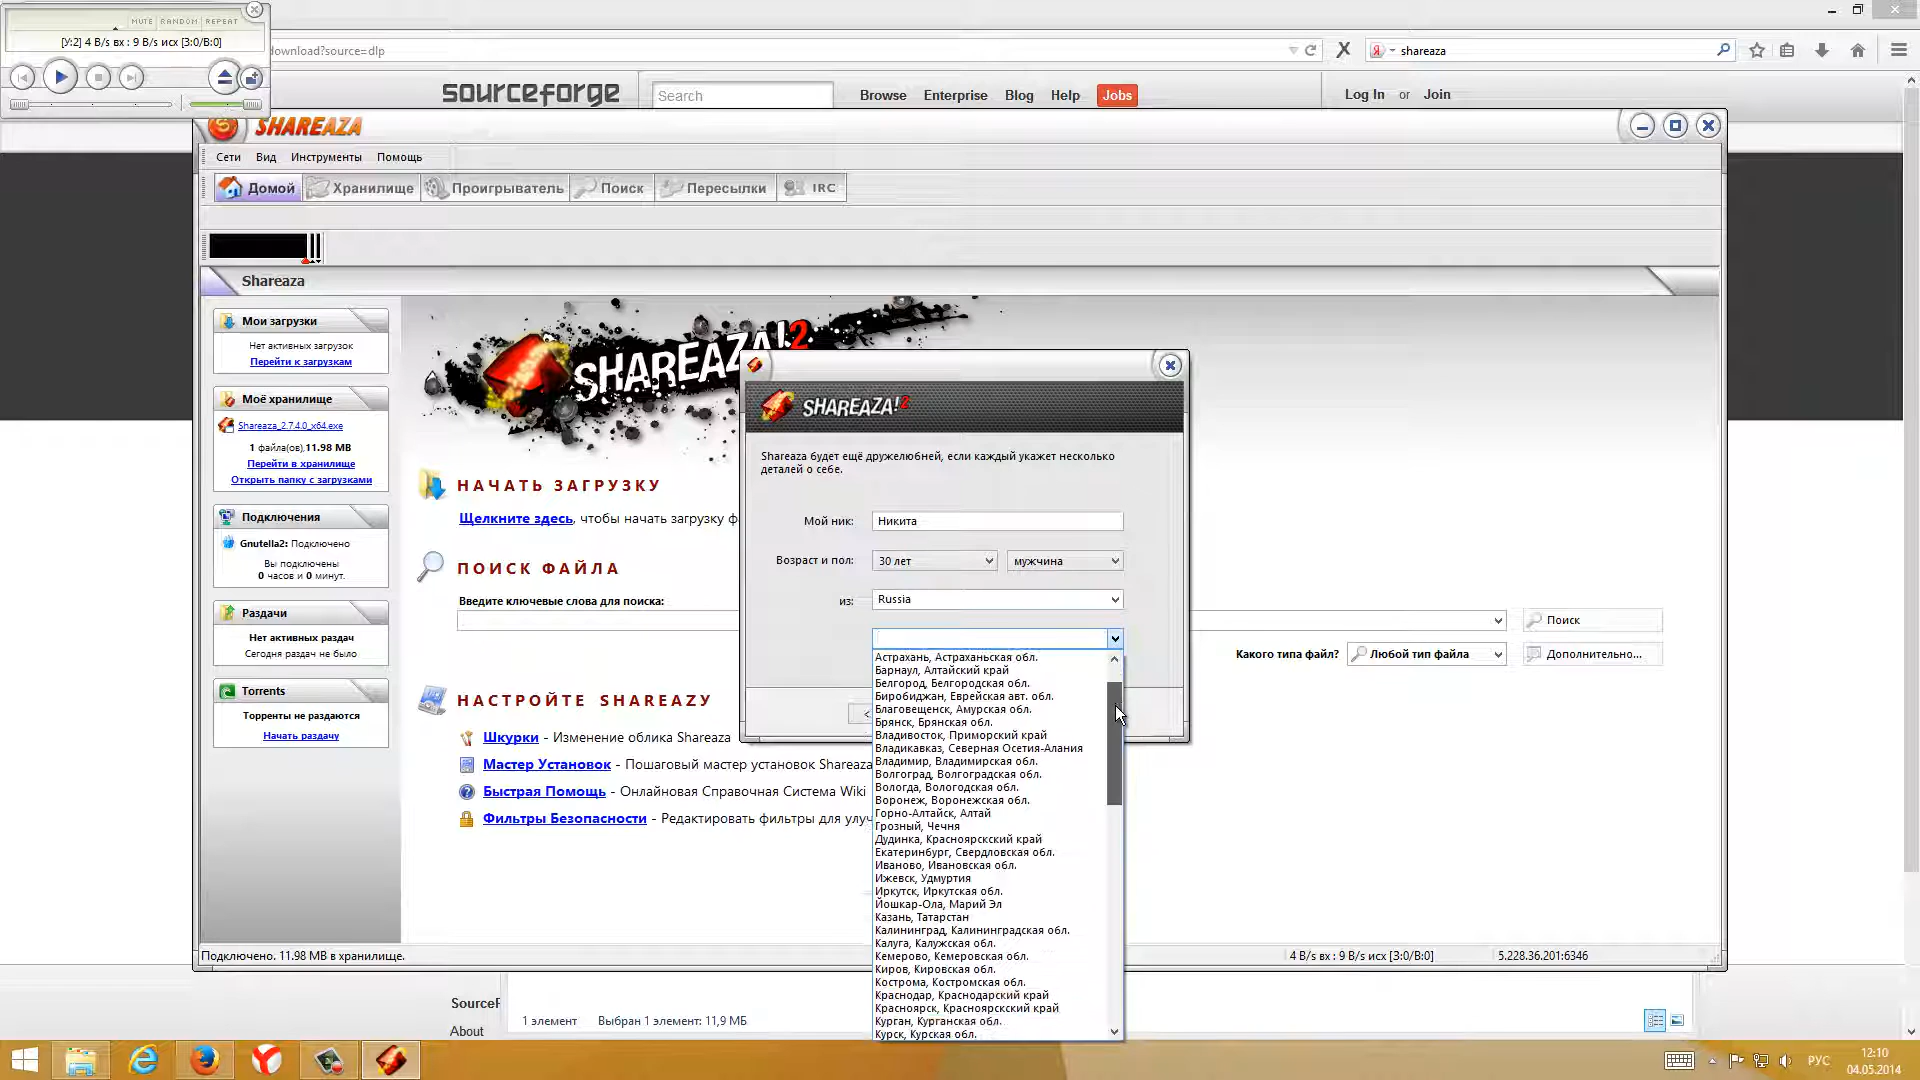 MUTE RANDOM REPEAT
[У:2] 4 B/s вх : 9 B/s исх [3:0/B:0]
download?source=dlp
shareaza
sourceforge
Search
Browse
Enterprise
Blog
Help
Jobs
Log In or Join
SHAREAZA
Сети
Вид
Инструменты
Помощь
Домой
Хранилище
Проигрыватель
Поиск
Пересылки
IRC
Shareaza
Мои загрузки
Нет активных загрузок
Перейти к загрузкам
Моё хранилище
Shareaza_2.7.4.0_x64.exe
1 файла(ов),11.98 MB
Перейти в хранилище
Открыть папку с загрузками
Подключения
Gnutella2: Подключено
Вы подключены
0 часов и 0 минут.
Раздачи
Нет активных раздач
Сегодня раздач не было
Torrents
Торренты не раздаются
Начать раздачу
SHAREAZA!2
НАЧАТЬ ЗАГРУЗКУ
Щелкните здесь, чтобы начать загрузку ф
ПОИСК ФАЙЛА
Введите ключевые слова для поиска:
Поиск
Какого типа файл?
Любой тип файла
Дополнительно...
НАСТРОЙТЕ SHAREAZУ
Шкурки - Изменение облика Shareaza
Мастер Установок - Пошаговый мастер установок Shareaza
Быстрая Помощь - Онлайновая Справочная Система Wiki
Фильтры Безопасности - Редактировать фильтры для улуч
SHAREAZA!2
Shareaza будет ещё дружелюбней, если каждый укажет несколько
деталей о себе.
Мой ник:
Никита
Возраст и пол:
30 лет
мужчина
из:
Russia
<
Астрахань, Астраханьская обл.
Барнаул, Алтайский край
Белгород, Белгородская обл.
Биробиджан, Еврейская авт. обл.
Благовещенск, Амурская обл.
Брянск, Брянская обл.
Владивосток, Приморский край
Владикавказ, Северная Осетия-Алания
Владимир, Владимирская обл.
Волгоград, Волгоградская обл.
Вологда, Вологодская обл.
Воронеж, Воронежская обл.
Горно-Алтайск, Алтай
Грозный, Чечня
Дудинка, Красноярскский край
Екатеринбург, Свердловская обл.
Иваново, Ивановская обл.
Ижевск, Удмуртия
Иркутск, Иркутская обл.
Йошкар-Ола, Марий Эл
Казань, Татарстан
Калининград, Калининградская обл.
Калуга, Калужская обл.
Кемерово, Кемеровская обл.
Киров, Кировская обл.
Кострома, Костромская обл.
Краснодар, Краснодарский край
Красноярск, Красноярскский край
Курган, Курганская обл.
Курск, Курская обл.
Подключено. 11.98 MB в хранилище.
4 B/s вх : 9 B/s исх [3:0/B:0]
5.228.36.201:6346
SourceF
About
1 элемент
Выбран 1 элемент: 11,9 МБ
РУС
12:10
04.05.2014